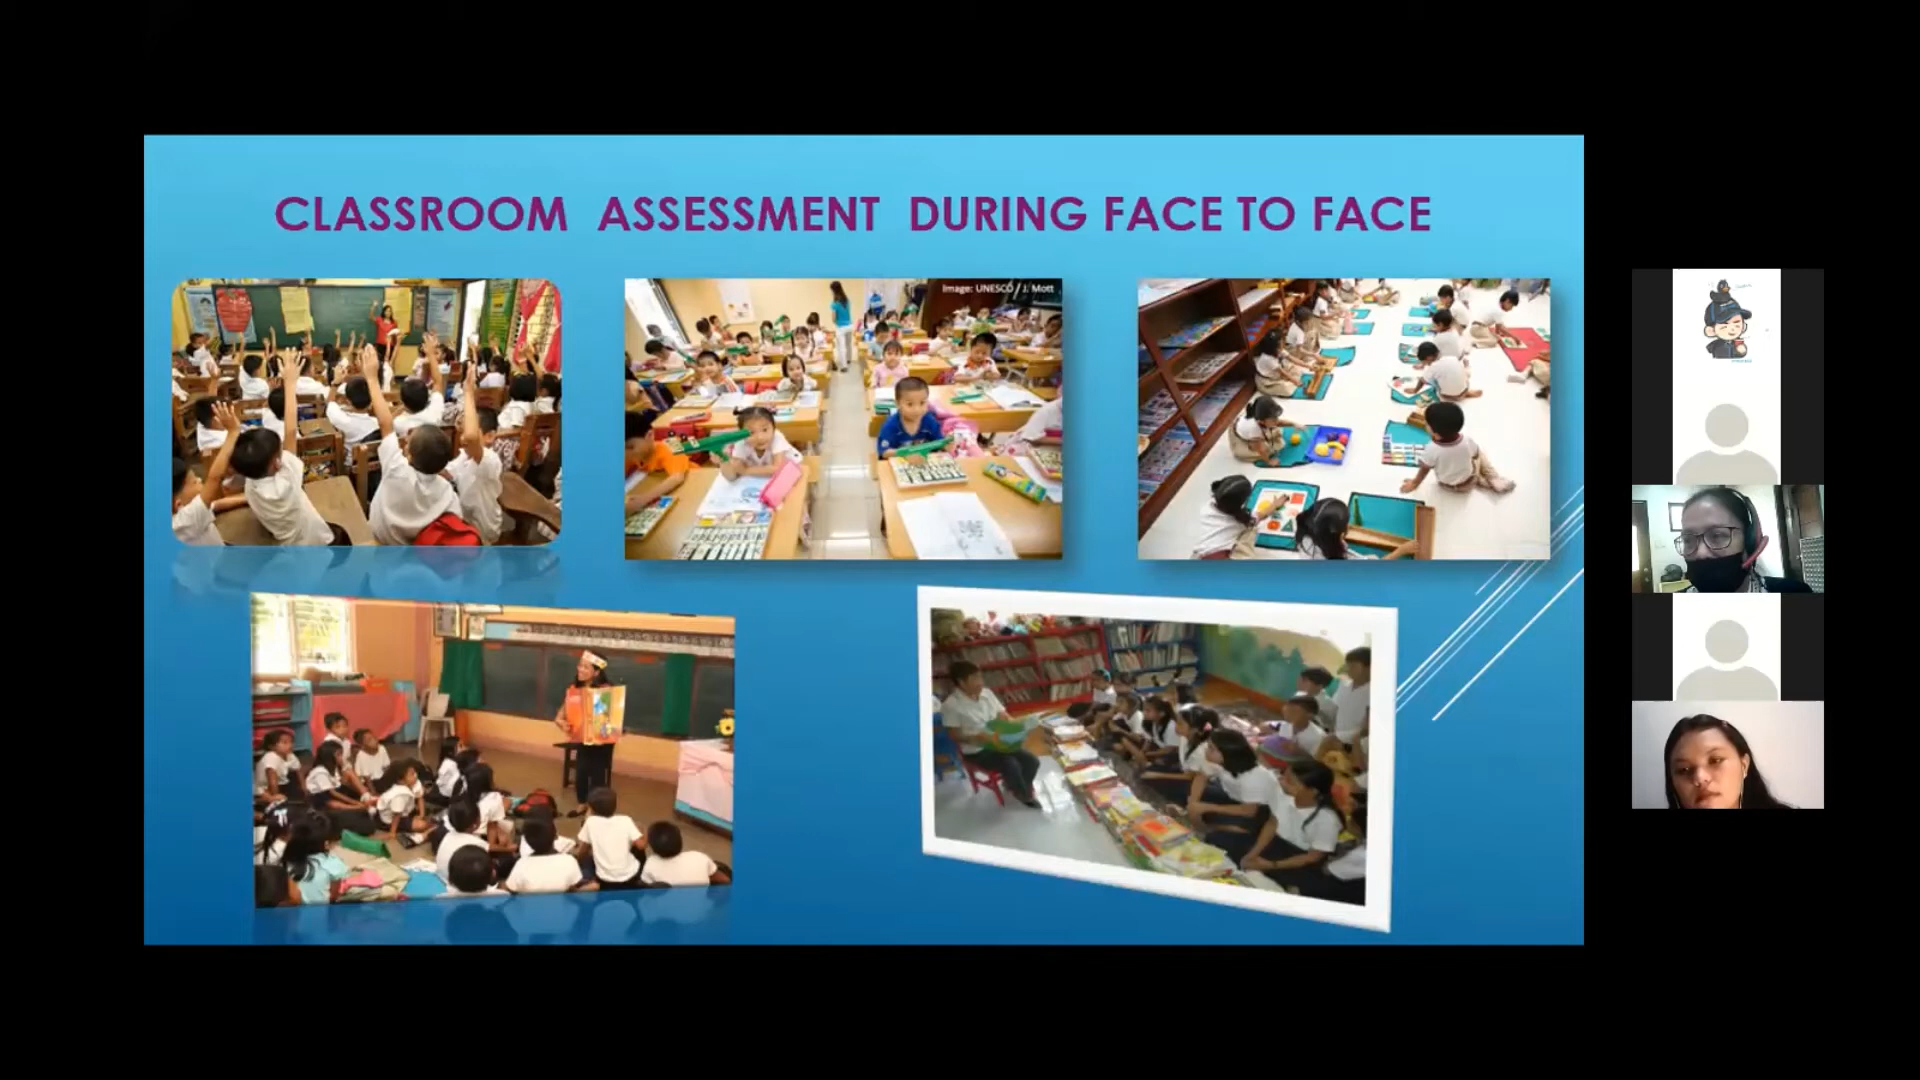 CLASSROOM ASSESSMENT DURING FACE TO FACE
Image: UNESCO / J. Mott